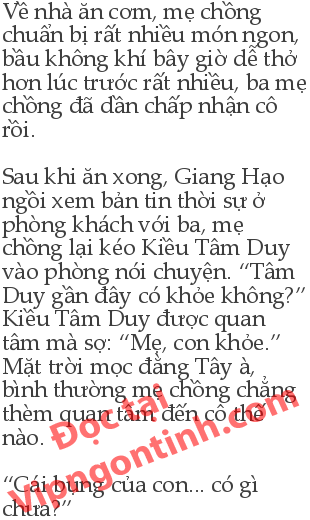 Về nhà ăn cơm, mẹ chồng
chuẩn bị rất nhiều món ngon,
bầu không khí bây giờ dễ thở
hơn lúc trước rất nhiều, ba mẹ
chồng đã dần chấp nhận cô
rồi.
Sau khi ăn xong, Giang Hạo
ngồi xem bản tin thời sự ở
phòng khách với ba, mẹ
chồng lại kéo Kiều Tâm Duy
vào phòng nói chuyện. “Tâm
Duy gần đây có khỏe không?”
Kiều Tâm Duy được quan
tâm mà sợ: “Mẹ, con khỏe.”
Mặt trời mọc đằng Tây à,
bình thường mẹ chồng chẳng
thèm quan tâm đến cô thế
nào.
“Cái bụng của con... có gì
chưa?”
Đọc tại
Vipngontinh.com